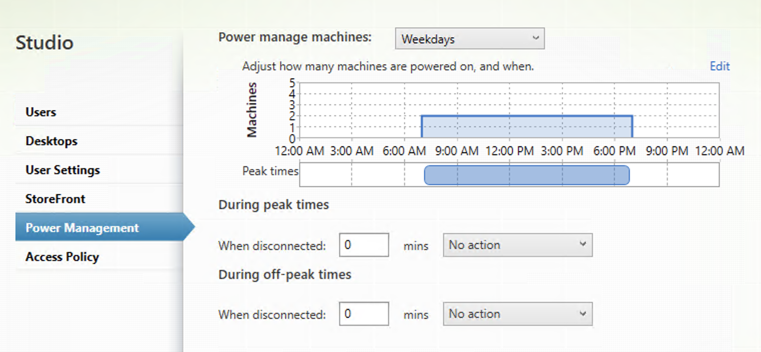 Studio
Users
Desktops
User Settings
StoreFront
Power Management
Access Policy
Power manage machines: Weekdays
Adjust how many machines are powered on, and when. Edit
Machines
5
4
3
2
1
0
12:00 AM 3:00 AM 6:00 AM 9:00 AM 12:00 PM 3:00 PM 6:00 PM 9:00 PM 12:00 AM
Peak times
During peak times
When disconnected: 0 mins No action
During off-peak times
When disconnected: 0 mins No action